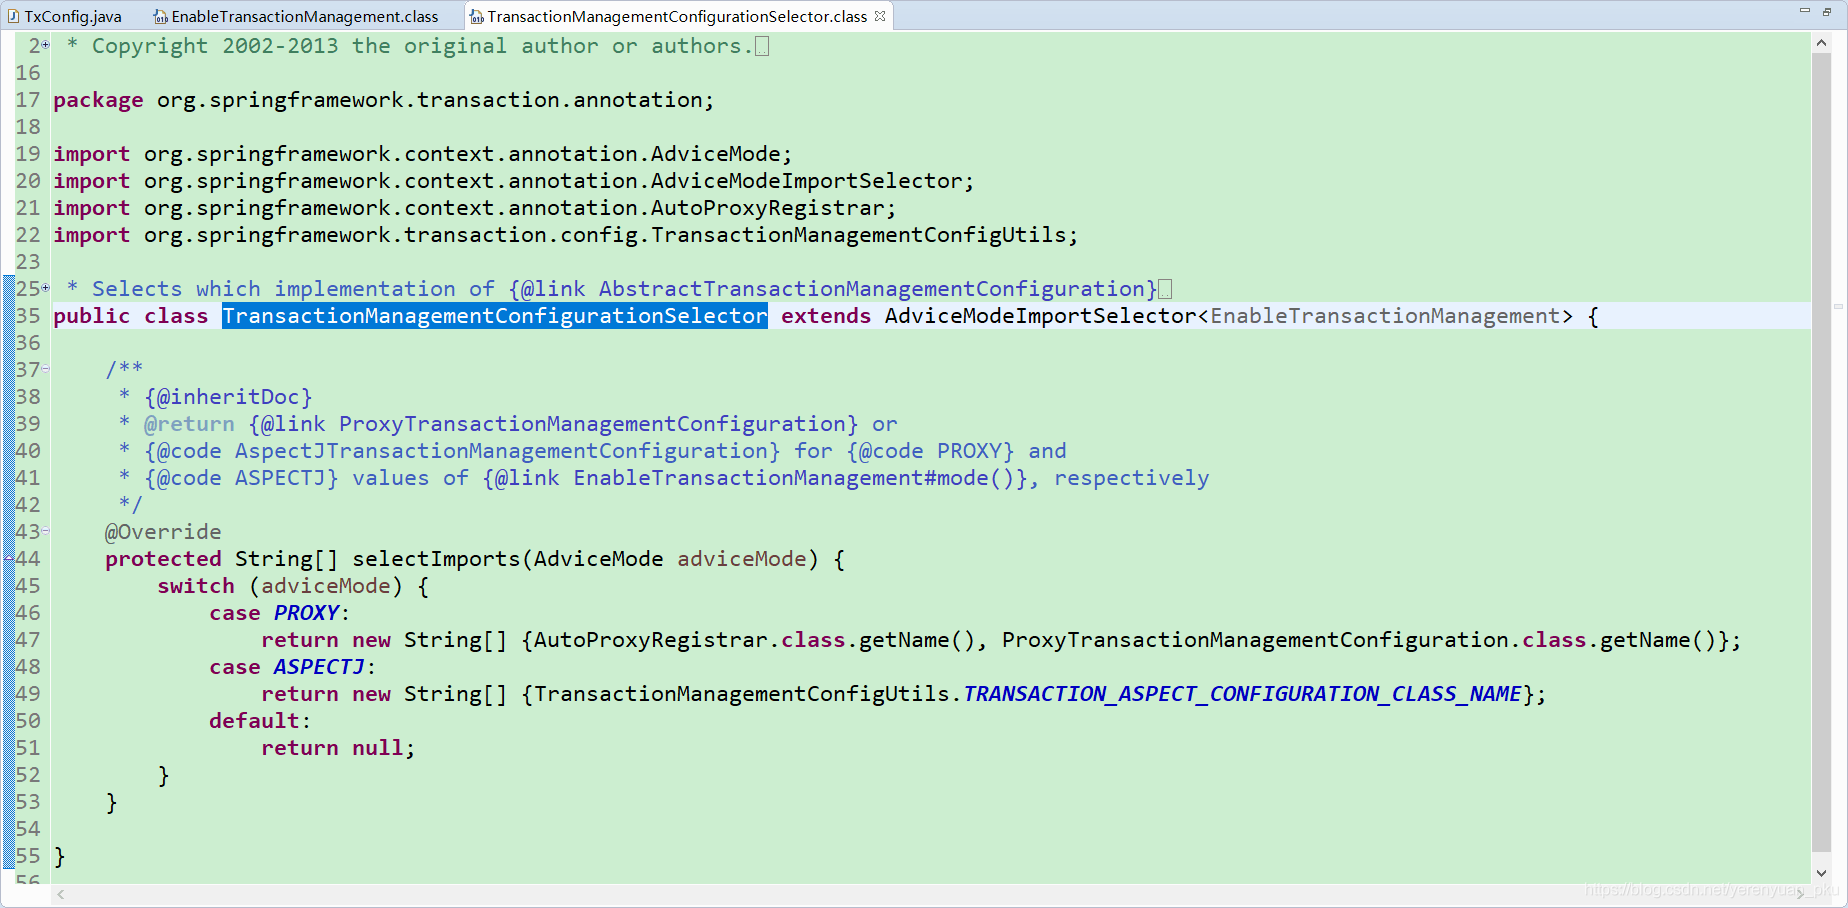 TxConfig.java EnableTransactionManagement.class TransactionManagementConfigurationSelector.class
2 * Copyright 2002-2013 the original author or authors.
16
17 package org.springframework.transaction.annotation;
18
19 import org.springframework.context.annotation.AdviceMode;
20 import org.springframework.context.annotation.AdviceModeImportSelector;
21 import org.springframework.context.annotation.AutoProxyRegistrar;
22 import org.springframework.transaction.config.TransactionManagementConfigUtils;
23
25 * Selects which implementation of {@link AbstractTransactionManagementConfiguration}
35 public class TransactionManagementConfigurationSelector extends AdviceModeImportSelector<EnableTransactionManagement> {
36
37 /**
38 * {@inheritDoc}
39 * @return {@link ProxyTransactionManagementConfiguration} or
40 * {@code AspectJTransactionManagementConfiguration} for {@code PROXY} and
41 * {@code ASPECTJ} values of {@link EnableTransactionManagement#mode()}, respectively
42 */
43 @Override
44 protected String[] selectImports(AdviceMode adviceMode) {
45 switch (adviceMode) {
46 case PROXY:
47 return new String[] {AutoProxyRegistrar.class.getName(), ProxyTransactionManagementConfiguration.class.getName()};
48 case ASPECTJ:
49 return new String[] {TransactionManagementConfigUtils.TRANSACTION_ASPECT_CONFIGURATION_CLASS_NAME};
50 default:
51 return null;
52 }
53 }
54
55 }
56
https://blog.csdn.net/yerenyuan_pku